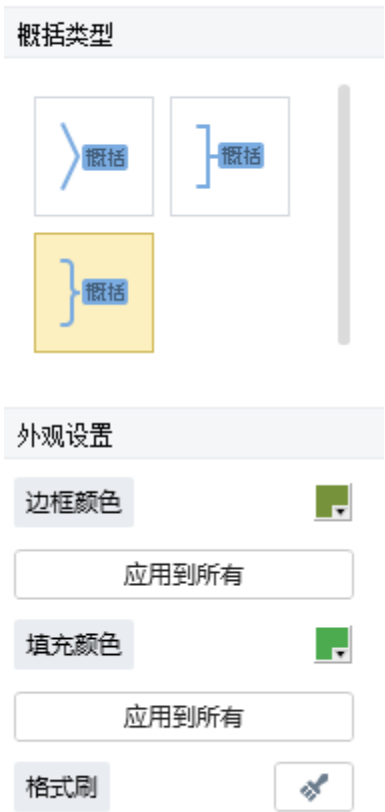 概括类型
概括
概括
概括
外观设置
边框颜色
应用到所有
填充颜色
应用到所有
格式刷